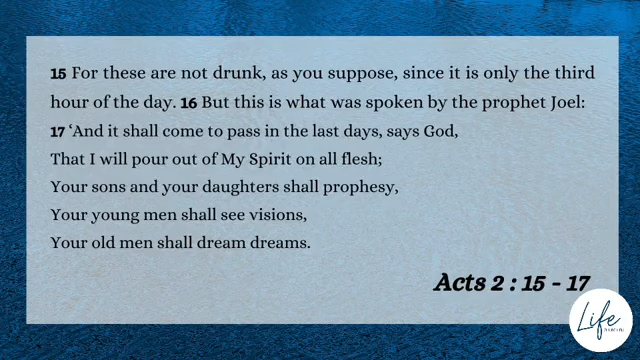 15 For these are not drunk, as you suppose, since it is only the third
hour of the day. 16 But this is what was spoken by the prophet Joel:
17 ‘And it shall come to pass in the last days, says God,
That I will pour out of My Spirit on all flesh;
Your sons and your daughters shall prophesy,
Your young men shall see visions,
Your old men shall dream dreams.
Acts 2 : 15 - 17
Life